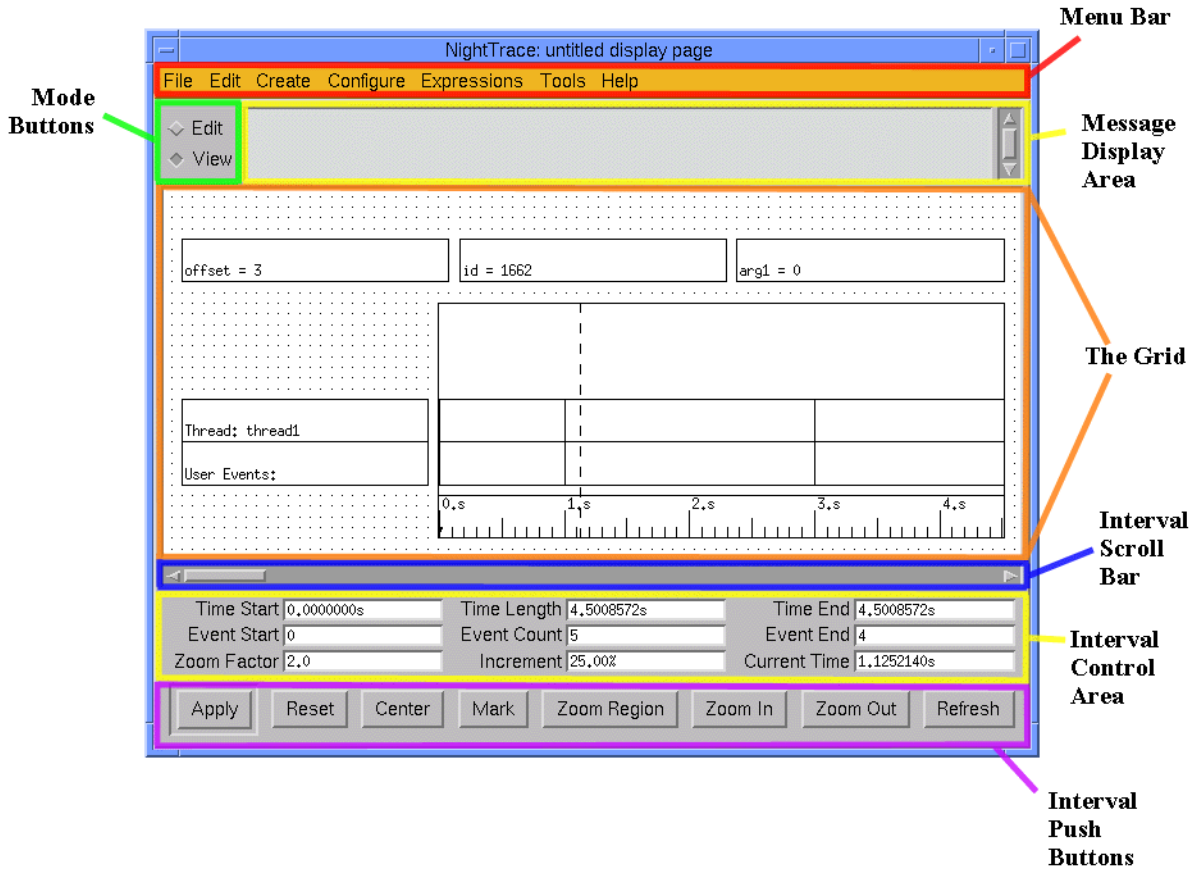 Menu Bar
NightTrace: untitled display page
File Edit Create Configure Expressions Tools Help
Mode
Buttons
Edit
View
Message
Display
Area
offset = 3
id = 1662
arg1 = 0
The Grid
Thread: thread1
User Events:
0.s 1.s 2.s 3.s 4.s
Interval
Scroll
Bar
Time Start 0.0000000s Time Length 4.5008572s Time End 4.5008572s
Event Start 0 Event Count 5 Event End 4
Zoom Factor 2.0 Increment 25.00% Current Time 1.1252140s
Interval
Control
Area
Apply Reset Center Mark Zoom Region Zoom In Zoom Out Refresh
Interval
Push
Buttons